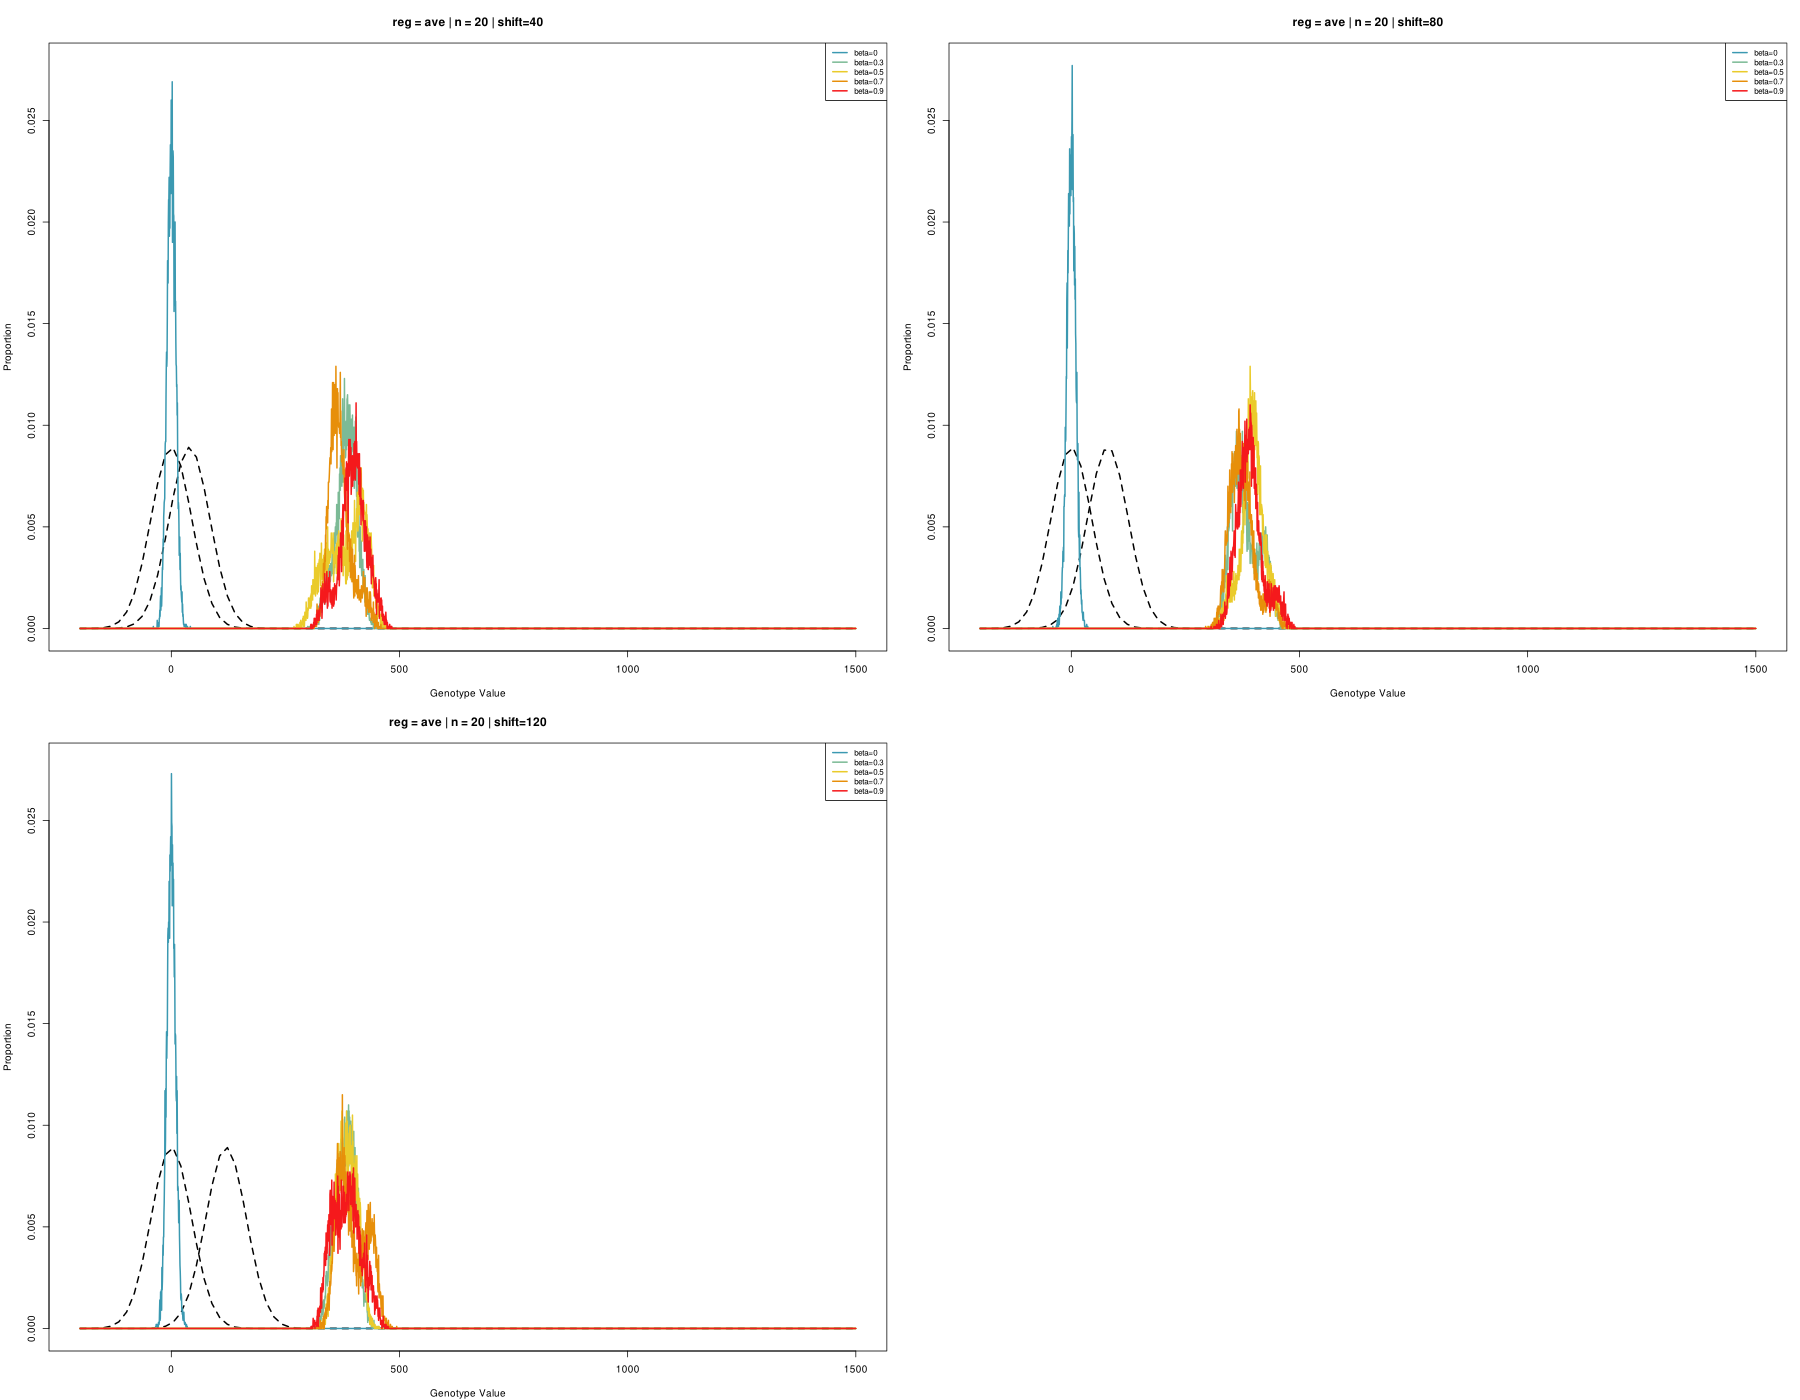 reg = ave | n = 20 | shift=40
beta=0
beta=0.3
beta=0.5
beta=0.7
beta=0.9
Proportion
0.025
0.020
0.015
0.010
0.005
0.000
0 500 1000 1500
Genotype Value
reg = ave | n = 20 | shift=80
beta=0
beta=0.3
beta=0.5
beta=0.7
beta=0.9
Proportion
0.025
0.020
0.015
0.010
0.005
0.000
0 500 1000 1500
Genotype Value
reg = ave | n = 20 | shift=120
beta=0
beta=0.3
beta=0.5
beta=0.7
beta=0.9
Proportion
0.025
0.020
0.015
0.010
0.005
0.000
0 500 1000 1500
Genotype Value